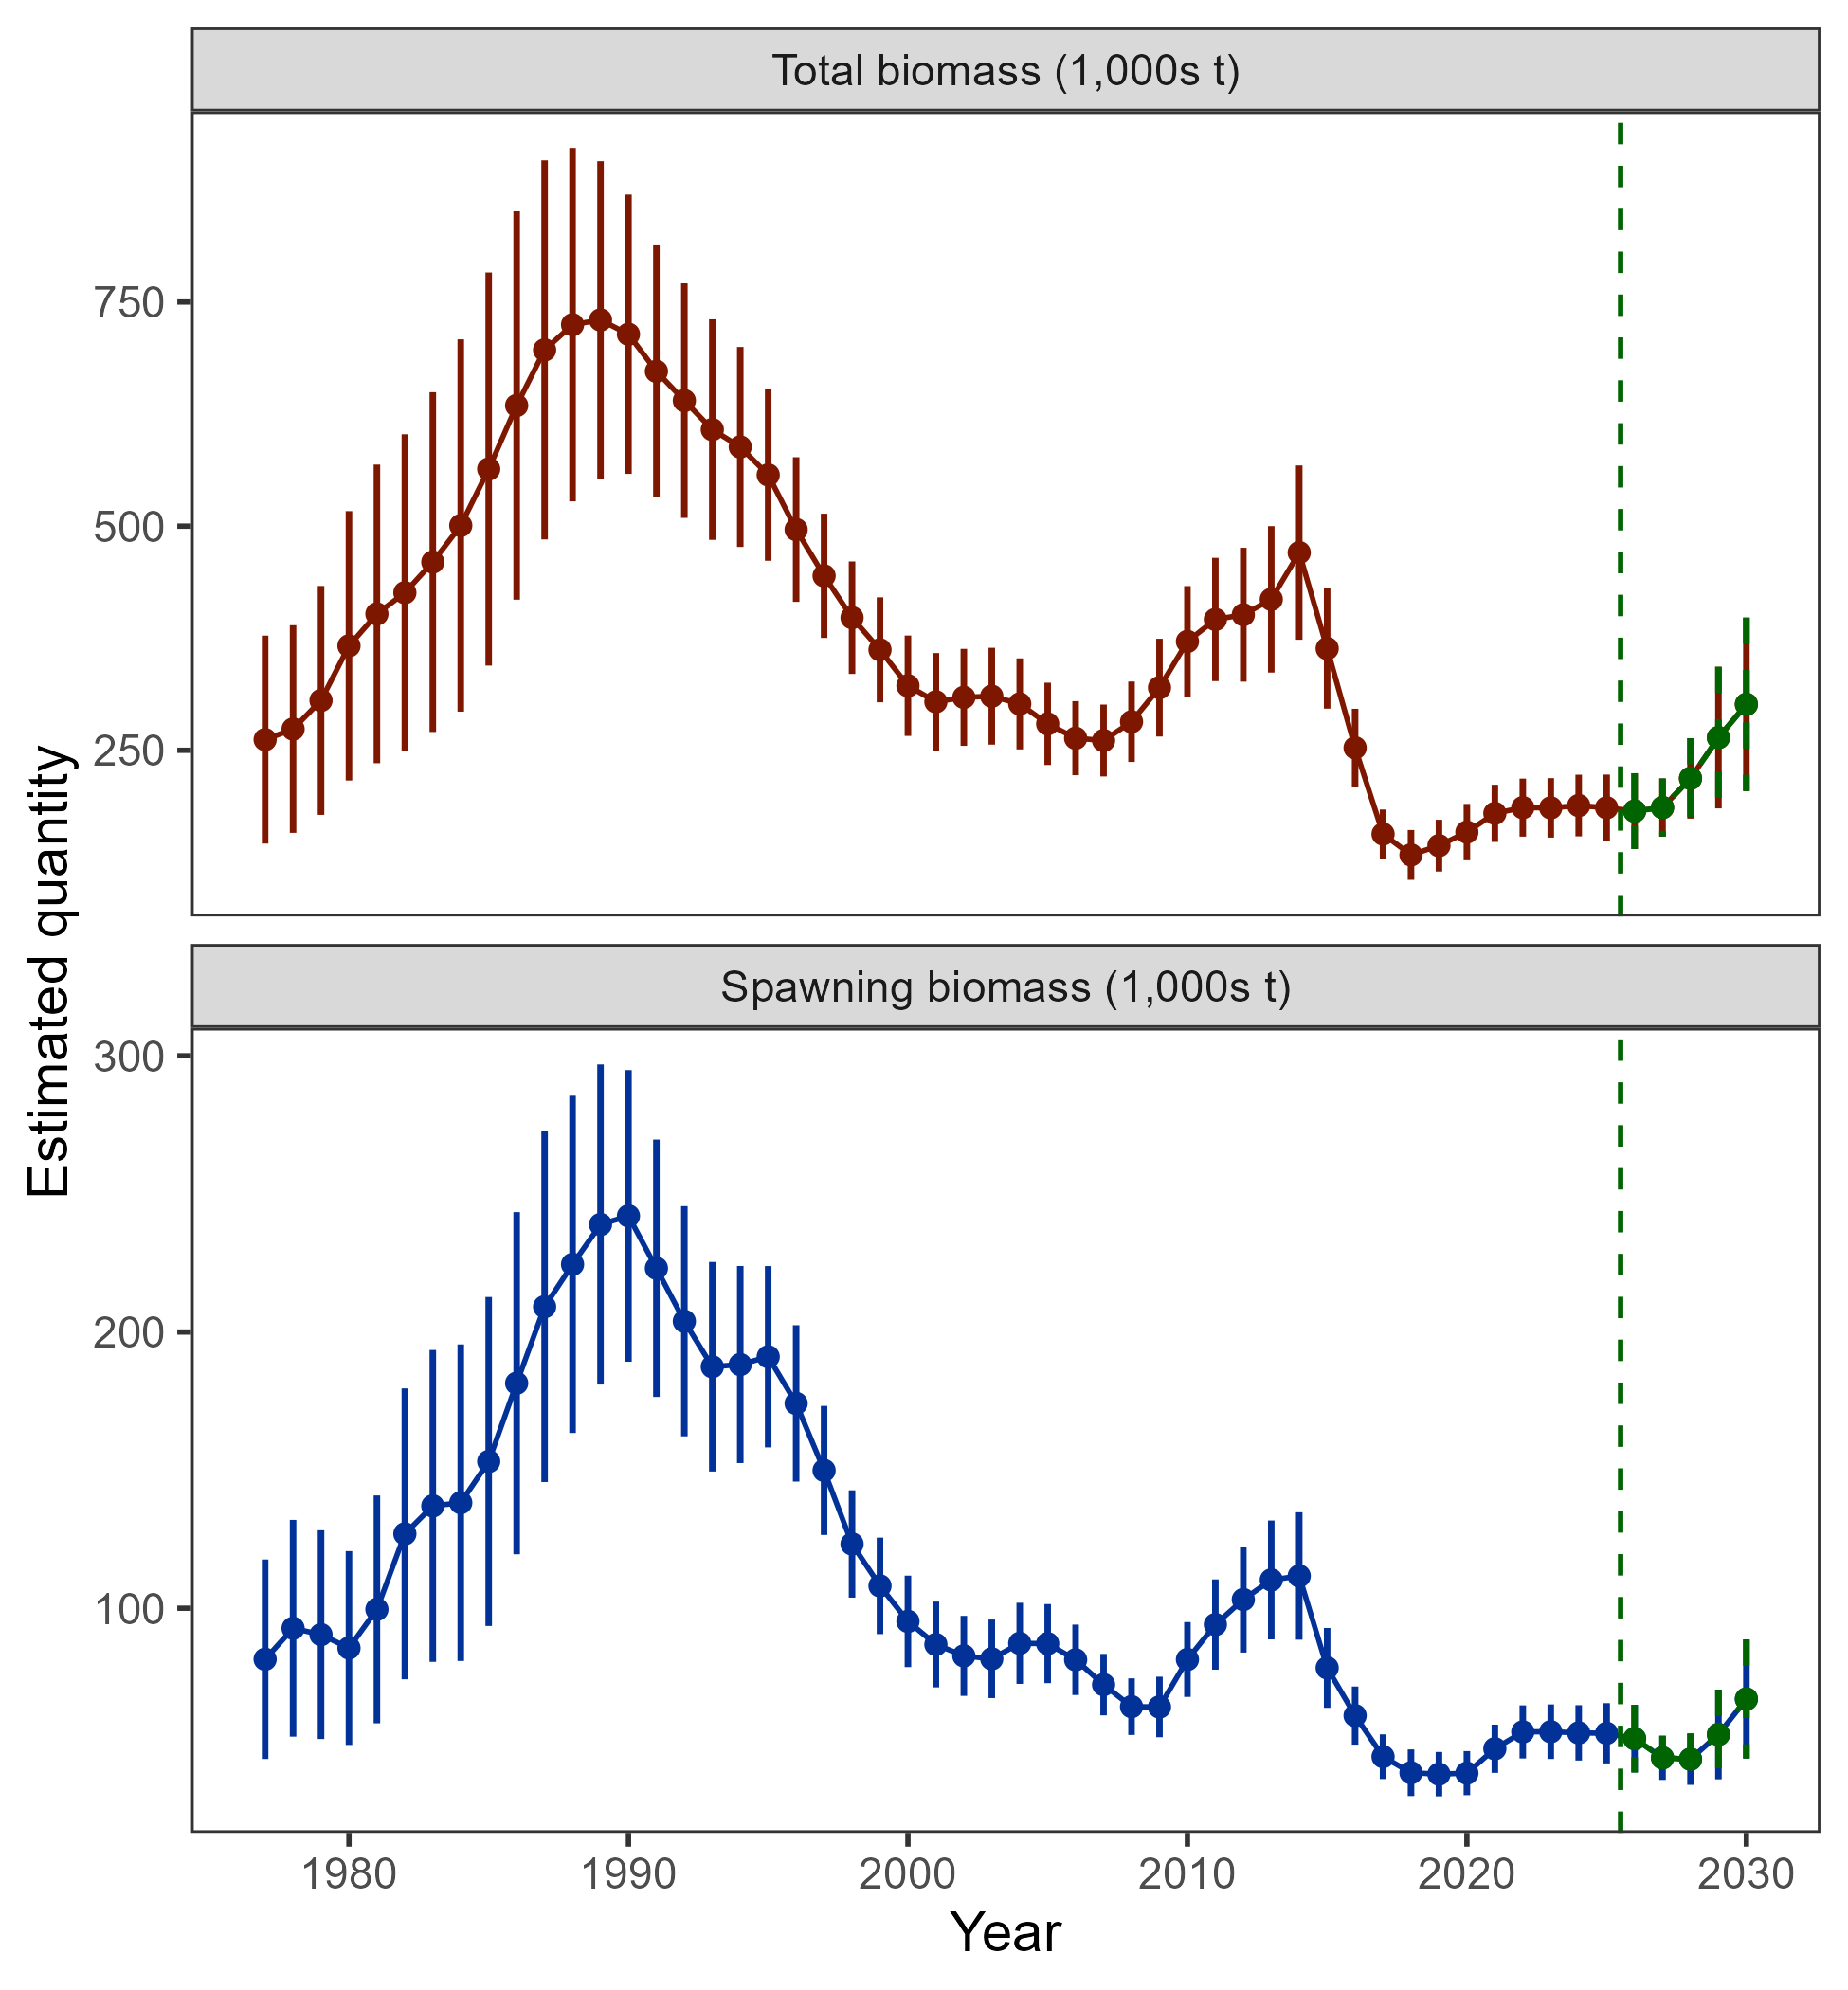 Total biomass (1,000s t)
750
500
250
Estimated quantity
Spawning biomass (1,000s t)
300
200
100
1980 1990 2000 2010 2020 2030
Year